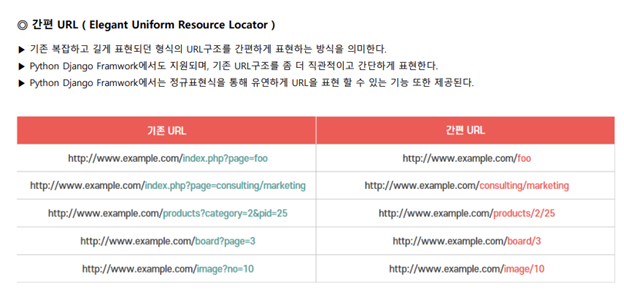 ◎ 간편 URL ( Elegant Uniform Resource Locator )
▶ 기존 복잡하고 길게 표현되던 형식의 URL구조를 간편하게 표현하는 방식을 의미한다.
▶ Python Django Framwork에서도 지원되며, 기존 URL구조를 좀 더 직관적이고 간단하게 표현한다.
▶ Python Django Framwork에서는 정규표현식을 통해 유연하게 URL을 표현 할 수 있는 기능 또한 제공된다.
기존 URL 간편 URL
http://www.example.com/index.php?page=foo http://www.example.com/foo
http://www.example.com/index.php?page=consulting/marketing http://www.example.com/consulting/marketing
http://www.example.com/products?category=2&pid=25 http://www.example.com/products/2/25
http://www.example.com/board?page=3 http://www.example.com/board/3
http://www.example.com/image?no=10 http://www.example.com/image/10